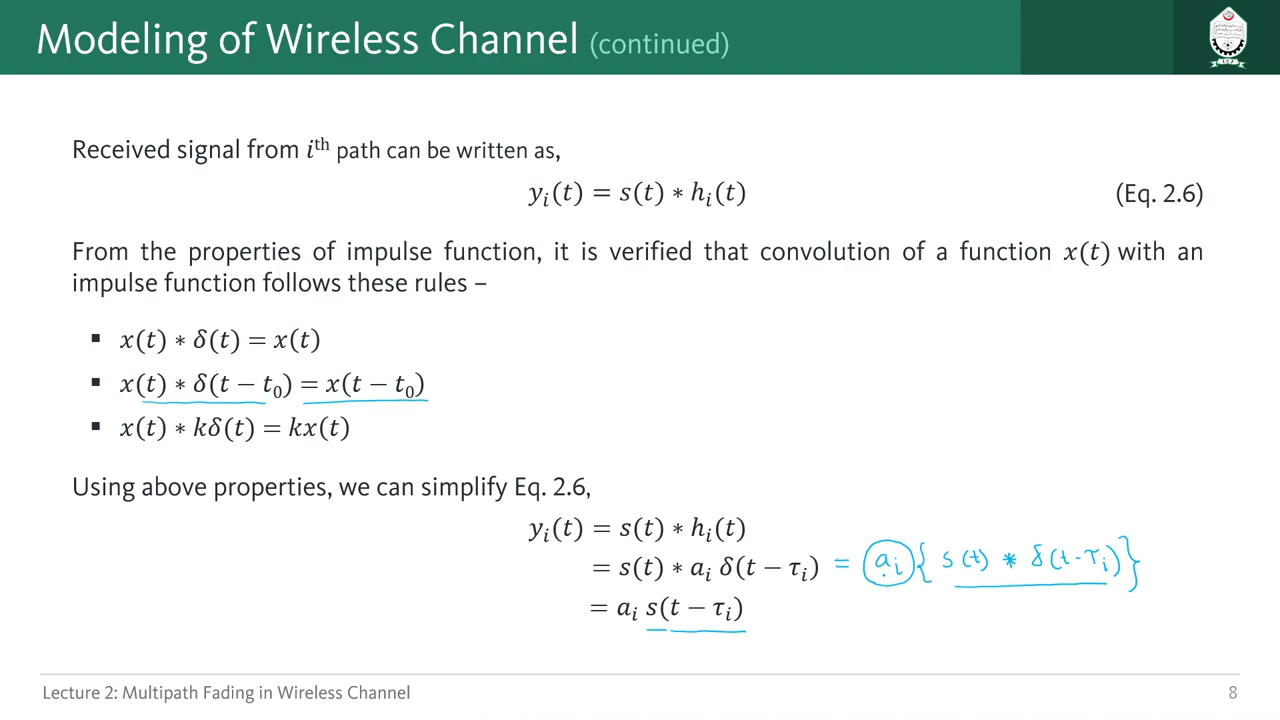 Modeling of Wireless Channel (continued)
Received signal from iᵗʰ path can be written as,
yᵢ(t) = s(t) ∗ hᵢ(t) (Eq. 2.6)
From the properties of impulse function, it is verified that convolution of a function x(t) with an
impulse function follows these rules –
▪ x(t) ∗ δ(t) = x(t)
▪ x(t) ∗ δ(t − t₀) = x(t − t₀)
▪ x(t) ∗ kδ(t) = kx(t)
Using above properties, we can simplify Eq. 2.6,
yᵢ(t) = s(t) ∗ hᵢ(t)
= s(t) ∗ aᵢ δ(t − τᵢ) = aᵢ { s(t) * δ(t-τᵢ) }
= aᵢ s(t − τᵢ)
Lecture 2: Multipath Fading in Wireless Channel 8